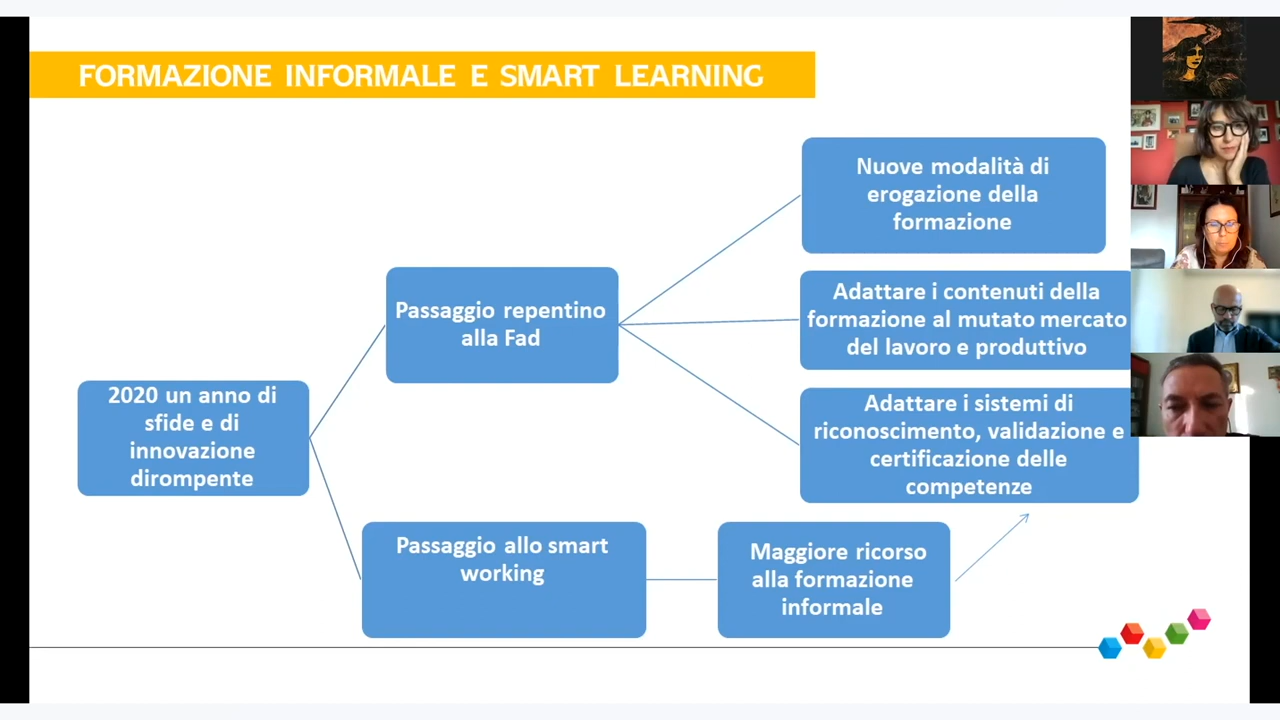 FORMAZIONE INFORMALE E SMART LEARNING
2020 un anno di
sfide e di
innovazione
dirompente
Passaggio repentino
alla Fad
Nuove modalità di
erogazione della
formazione
Adattare i contenuti della
formazione al mutato mercato
del lavoro e produttivo
Adattare i sistemi di
riconoscimento, validazione e
certificazione delle
competenze
Passaggio allo smart
working
Maggiore ricorso
alla formazione
informale